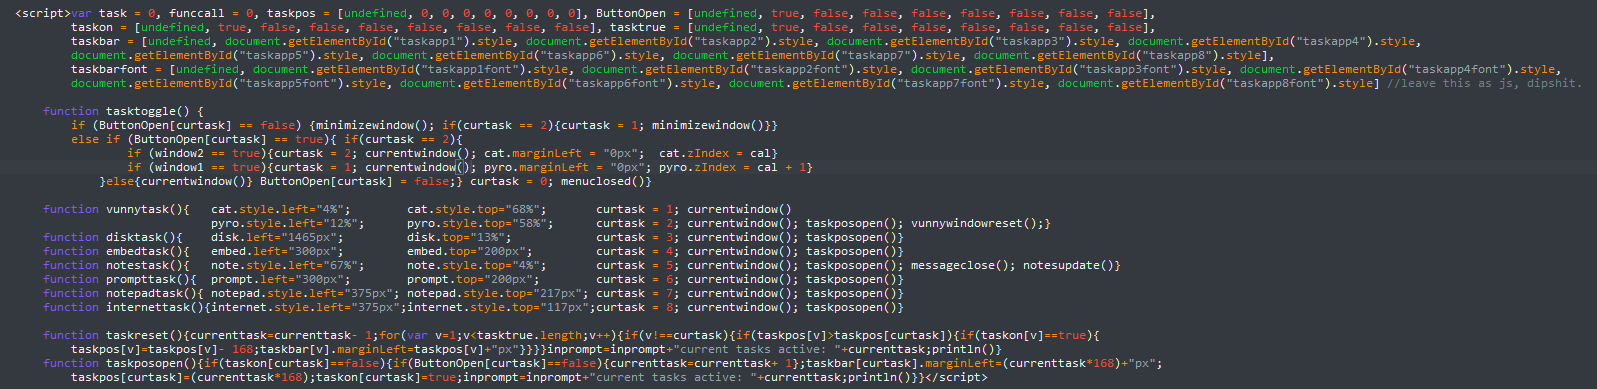 <script>var task = 0, funccall = 0, taskpos = [undefined, 0, 0, 0, 0, 0, 0, 0, 0], ButtonOpen = [undefined, true, false, false, false, false, false, false, false],
taskon = [undefined, true, false, false, false, false, false, false, false], tasktrue = [undefined, true, false, false, false, false, false, false, false],
taskbar = [undefined, document.getElementById("taskapp1").style, document.getElementById("taskapp2").style, document.getElementById("taskapp3").style, document.getElementById("taskapp4").style,
document.getElementById("taskapp5").style, document.getElementById("taskapp6").style, document.getElementById("taskapp7").style, document.getElementById("taskapp8").style],
taskbarfont = [undefined, document.getElementById("taskapp1font").style, document.getElementById("taskapp2font").style, document.getElementById("taskapp3font").style, document.getElementById("taskapp4font").style,
document.getElementById("taskapp5font").style, document.getElementById("taskapp6font").style, document.getElementById("taskapp7font").style, document.getElementById("taskapp8font").style] //leave this as js, dipshit.
function tasktoggle() {
if (ButtonOpen[curtask] == false) {minimizewindow(); if(curtask == 2){curtask = 1; minimizewindow()}}
else if (ButtonOpen[curtask] == true){ if(curtask == 2){
if (window2 == true){curtask = 2; currentwindow(); cat.marginLeft = "0px";  cat.zIndex = cal}
if (window1 == true){curtask = 1; currentwindow(); pyro.marginLeft = "0px"; pyro.zIndex = cal + 1}
}else{currentwindow()} ButtonOpen[curtask] = false;} curtask = 0; menuclosed()}
function vunnytask(){   cat.style.left="4%";        cat.style.top="68%";       curtask = 1; currentwindow()
pyro.style.left="12%";      pyro.style.top="58%";      curtask = 2; currentwindow(); taskposopen(); vunnywindowreset();}
function disktask(){    disk.left="1465px";         disk.top="13%";            curtask = 3; currentwindow(); taskposopen()}
function embedtask(){   embed.left="300px";         embed.top="200px";         curtask = 4; currentwindow(); taskposopen()}
function notestask(){   note.style.left="67%";      note.style.top="4%";       curtask = 5; currentwindow(); taskposopen(); messageclose(); notesupdate()}
function prompttask(){  prompt.left="300px";        prompt.top="200px";        curtask = 6; currentwindow(); taskposopen()}
function notepadtask(){ notepad.style.left="375px"; notepad.style.top="217px"; curtask = 7; currentwindow(); taskposopen()}
function internettask(){internet.style.left="375px";internet.style.top="117px";curtask = 8; currentwindow(); taskposopen()}
function taskreset(){currenttask=currenttask- 1;for(var v=1;v<tasktrue.length;v++){if(v!==curtask){if(taskpos[v]>taskpos[curtask]){if(taskon[v]==true){
taskpos[v]=taskpos[v]- 168;taskbar[v].marginLeft=taskpos[v]+"px"}}}}inprompt=inprompt+"current tasks active: "+currenttask;println()}
function taskposopen(){if(taskon[curtask]==false){if(ButtonOpen[curtask]==false){currenttask=currenttask+ 1};taskbar[curtask].marginLeft=(currenttask*168)+"px";
taskpos[curtask]=(currenttask*168);taskon[curtask]=true;inprompt=inprompt+"current tasks active: "+currenttask;println()}}</script>